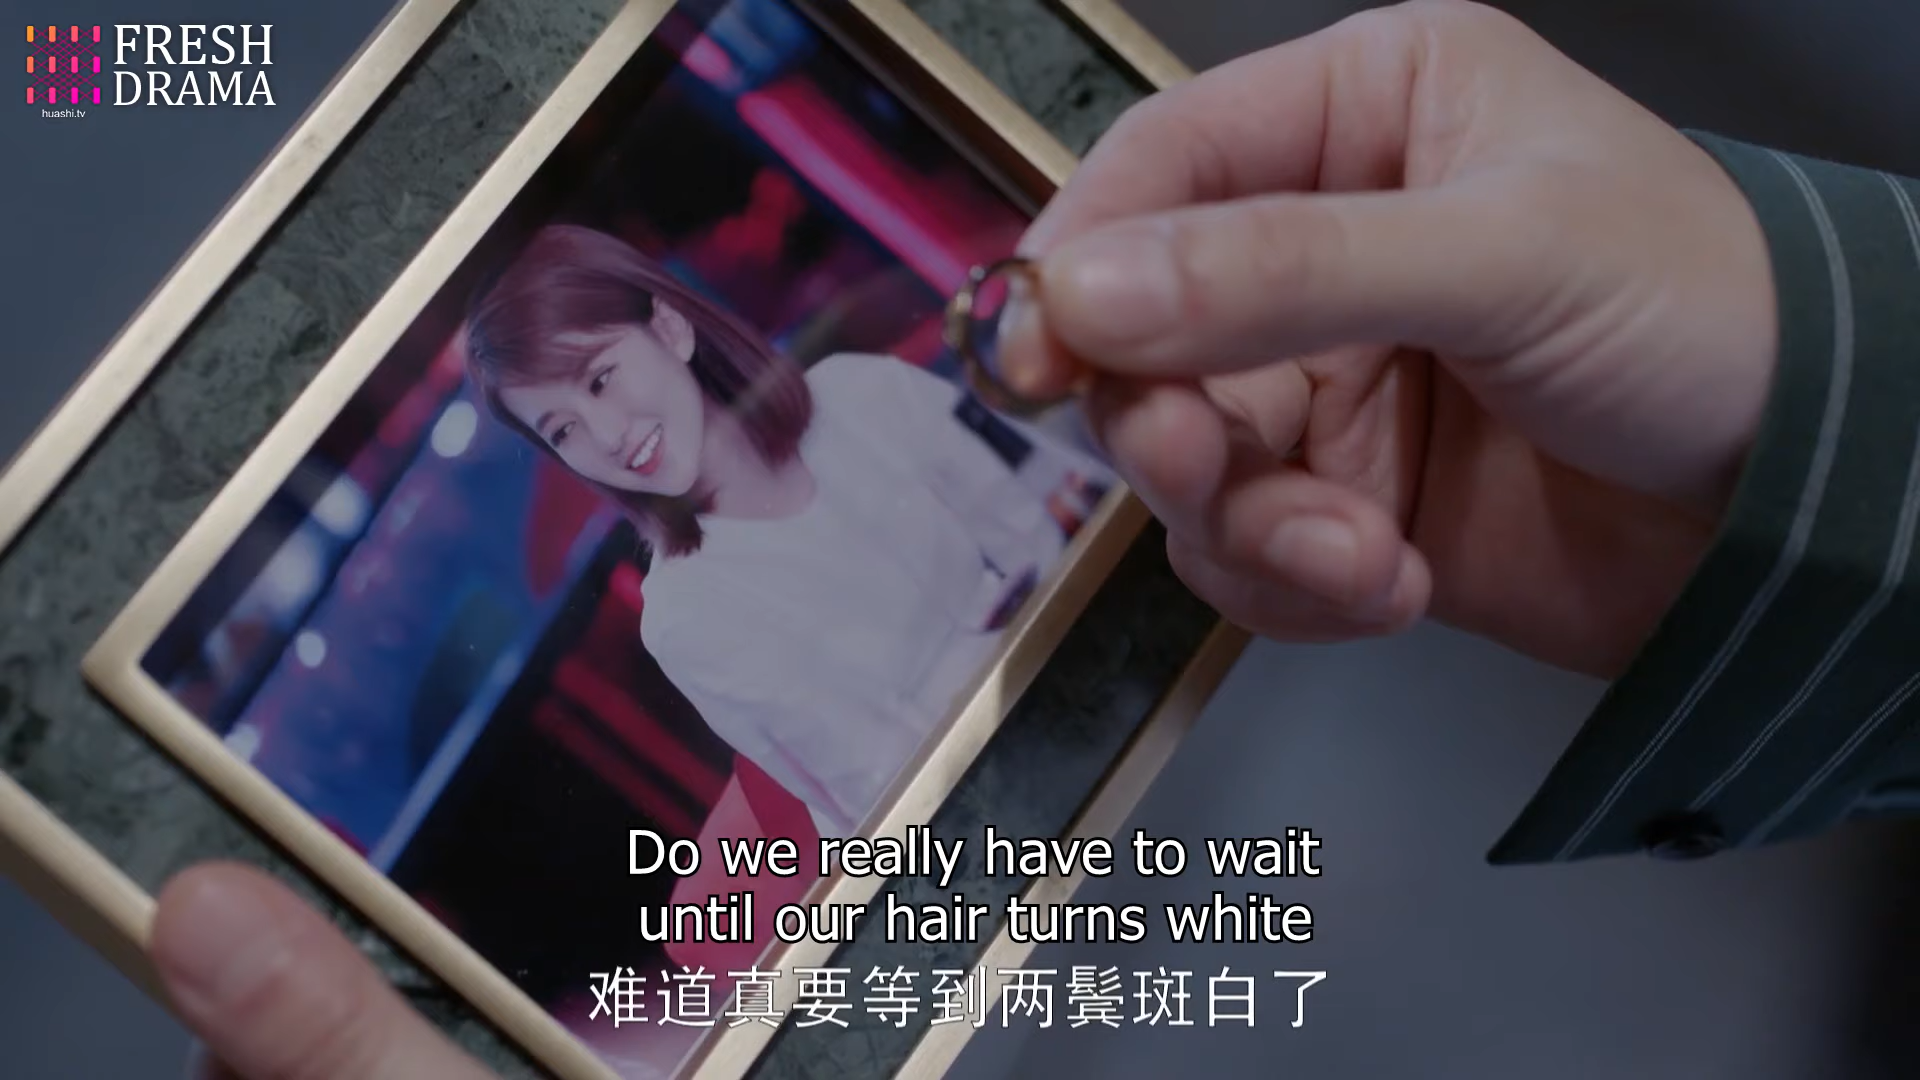 FRESH
DRAMA
huashi.tv
Do we really have to wait
until our hair turns white
难道真要等到两鬓斑白了